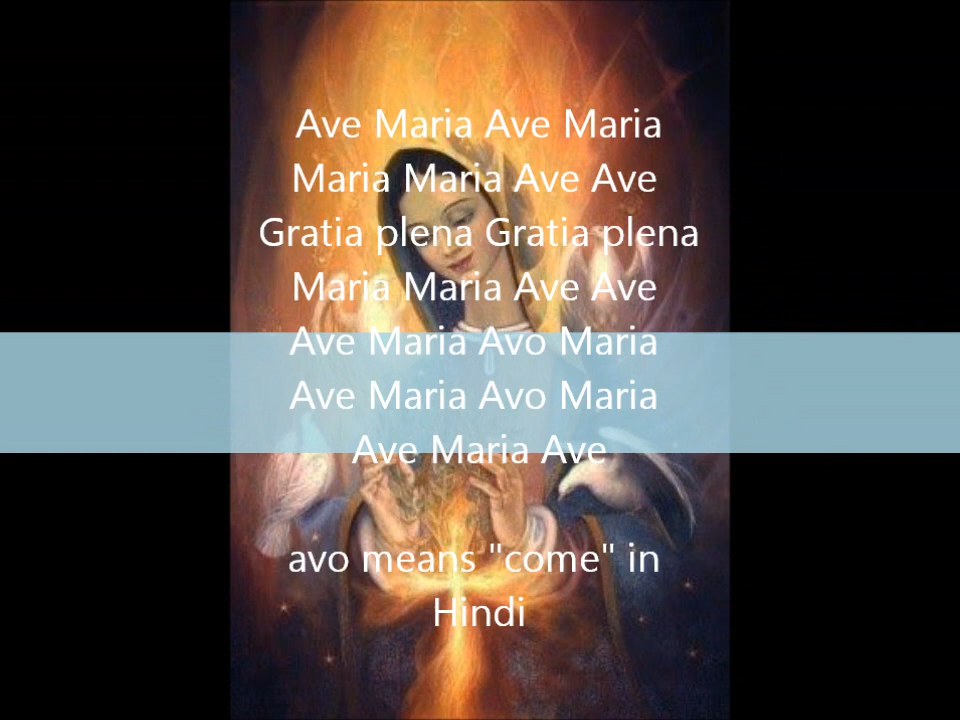 Ave Maria Ave Maria
Maria Maria Ave Ave
Gratia plena Gratia plena
Maria Maria Ave Ave
Ave Maria Avo Maria
Ave Maria Avo Maria
Ave Maria Ave
avo means "come" in
Hindi